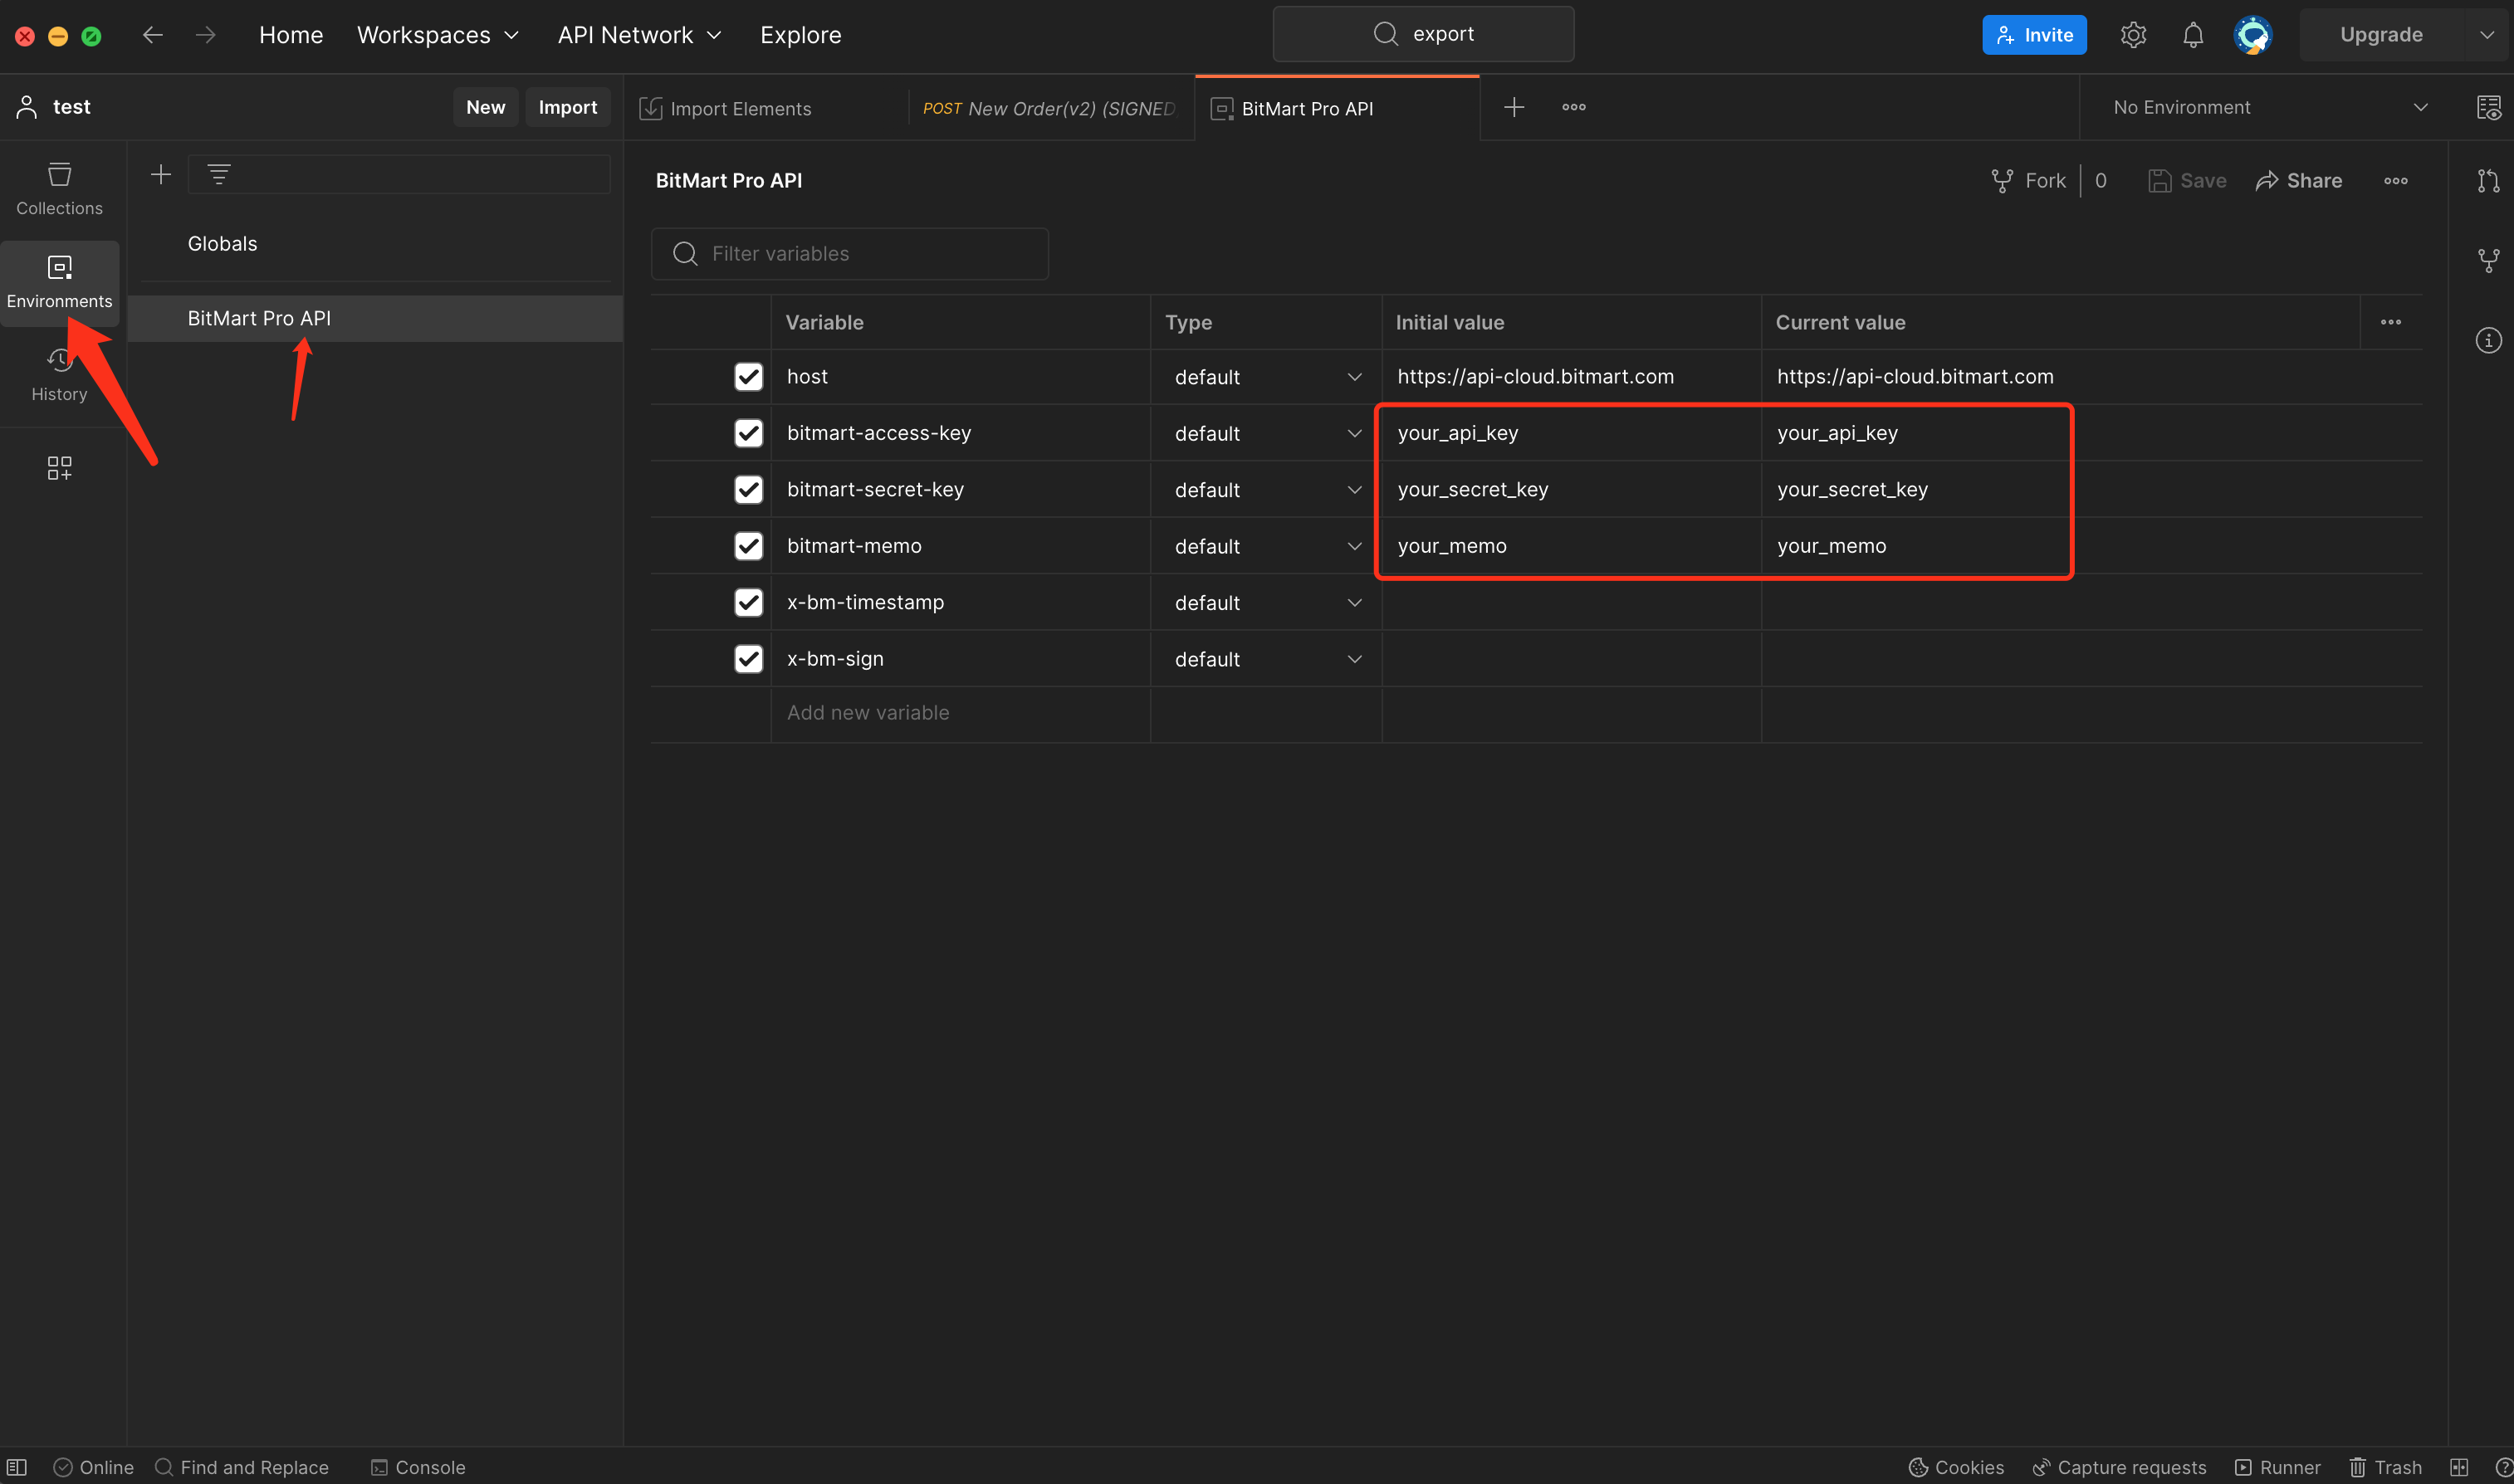 Home Workspaces API Network Explore export Invite Upgrade
test New Import Import Elements POST New Order(v2) (SIGNED BitMart Pro API No Environment
Collections
Environments
History
Globals
BitMart Pro API
BitMart Pro API Fork 0 Save Share
Filter variables
Variable Type Initial value Current value
host default https://api-cloud.bitmart.com https://api-cloud.bitmart.com
bitmart-access-key default your_api_key your_api_key
bitmart-secret-key default your_secret_key your_secret_key
bitmart-memo default your_memo your_memo
x-bm-timestamp default
x-bm-sign default
Add new variable
Online Find and Replace Console Cookies Capture requests Runner Trash